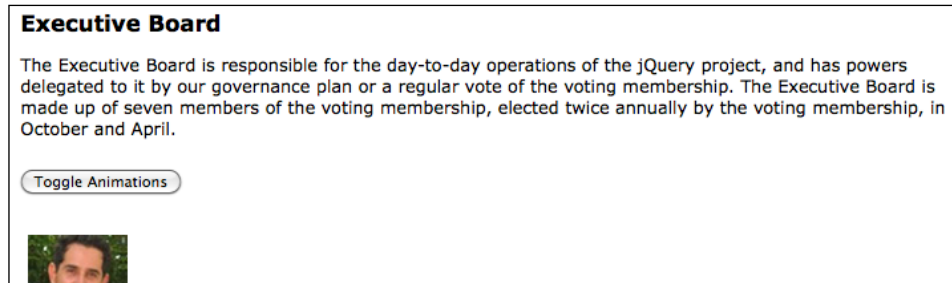 Executive Board
The Executive Board is responsible for the day-to-day operations of the jQuery project, and has powers
delegated to it by our governance plan or a regular vote of the voting membership. The Executive Board is
made up of seven members of the voting membership, elected twice annually by the voting membership, in
October and April.
Toggle Animations